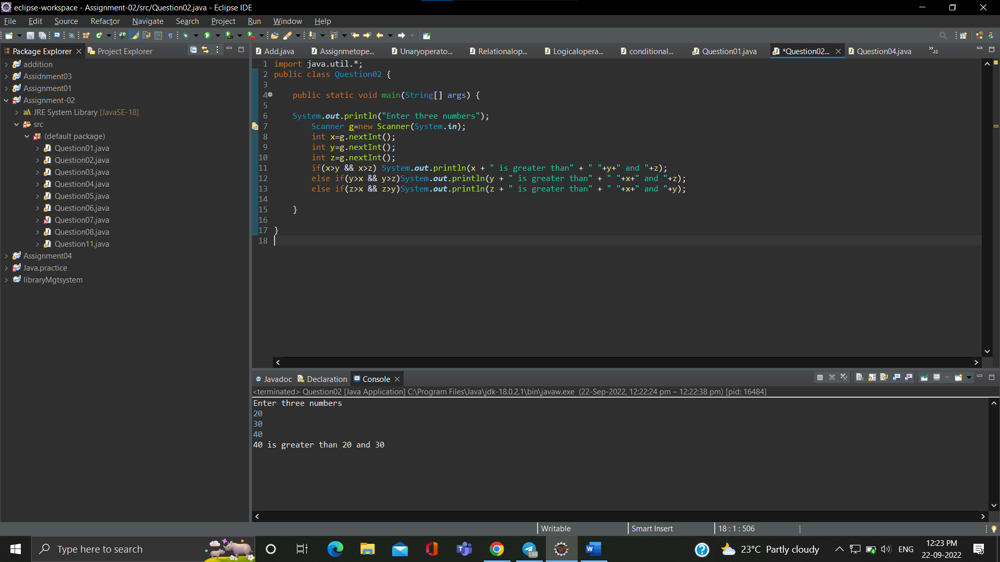 eclipse-workspace - Assignment-02/src/Question02.java - Eclipse IDE
File Edit Source Refactor Navigate Search Project Run Window Help
Package Explorer Project Explorer
Add.java Assignmetope... Unaryoperato... Relationalop... Logicalopera... conditional... Question01.java *Question02... Question04.java 49
addition
Assidnment03
Assignment01
Assignment-02
JRE System Library [JavaSE-18]
src
(default package)
Question01.java
Question02.java
Question03.java
Question04.java
Question05.java
Question06.java
Question07.java
Question08.java
Question11.java
Assignment04
Java.practice
libraryMgtsystem
1 import java.util.*;
2 public class Question02 {
3
4 public static void main(String[] args) {
5
6 System.out.println("Enter three numbers");
7 Scanner g=new Scanner(System.in);
8 int x=g.nextInt();
9 int y=g.nextInt();
10 int z=g.nextInt();
11 if(x>y && x>z) System.out.println(x + " is greater than" + " "+y+" and "+z);
12 else if(y>x && y>z)System.out.println(y + " is greater than" + " "+x+" and "+z);
13 else if(z>x && z>y)System.out.println(z + " is greater than" + " "+x+" and "+y);
14
15 }
16
17 }
18
Javadoc Declaration Console
<terminated> Question02 [Java Application] C:\Program Files\Java\jdk-18.0.2.1\bin\javaw.exe (22-Sep-2022, 12:22:24 pm – 12:22:38 pm) [pid: 16484]
Enter three numbers
20
30
40
40 is greater than 20 and 30
Writable Smart Insert 18 : 1 : 506
Type here to search 188 23°C Partly cloudy ENG 12:23 PM
22-09-2022